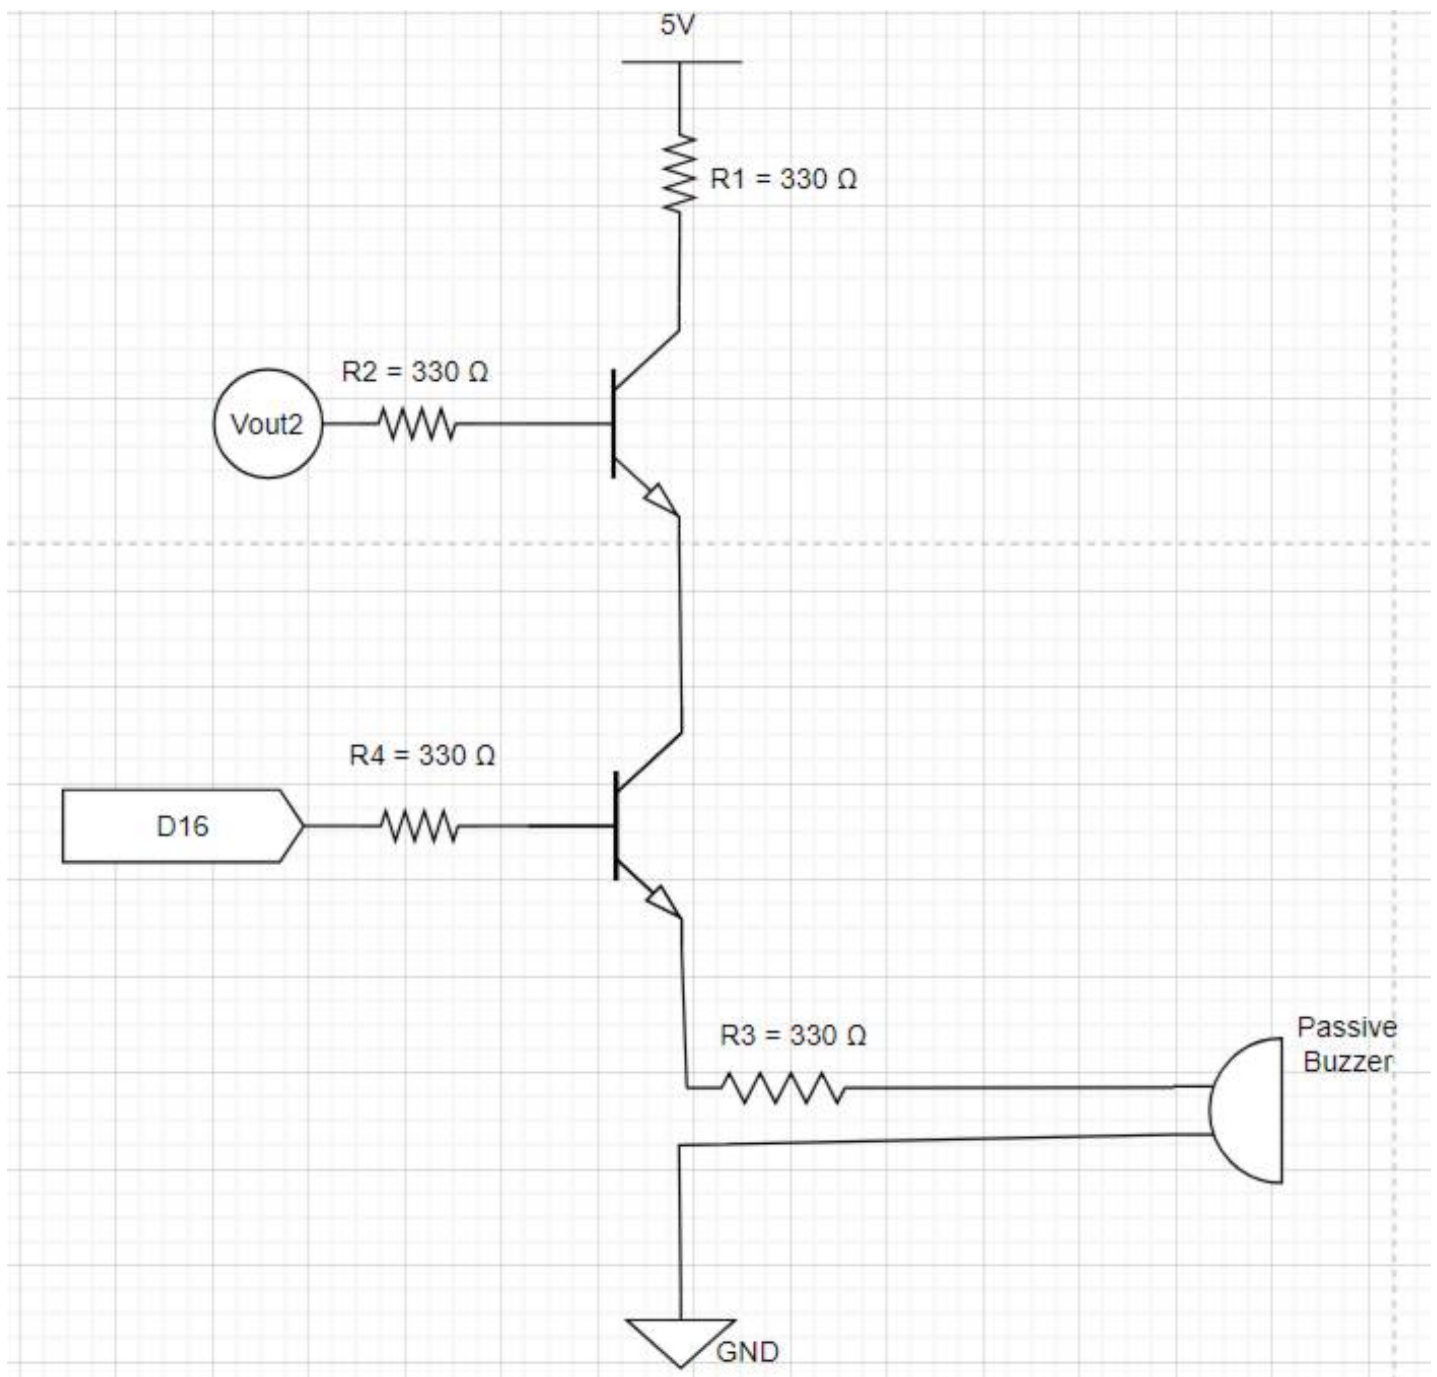 5V
R1 = 330 Ω
R2 = 330 Ω
Vout2
R4 = 330 Ω
D16
R3 = 330 Ω
Passive
Buzzer
GND